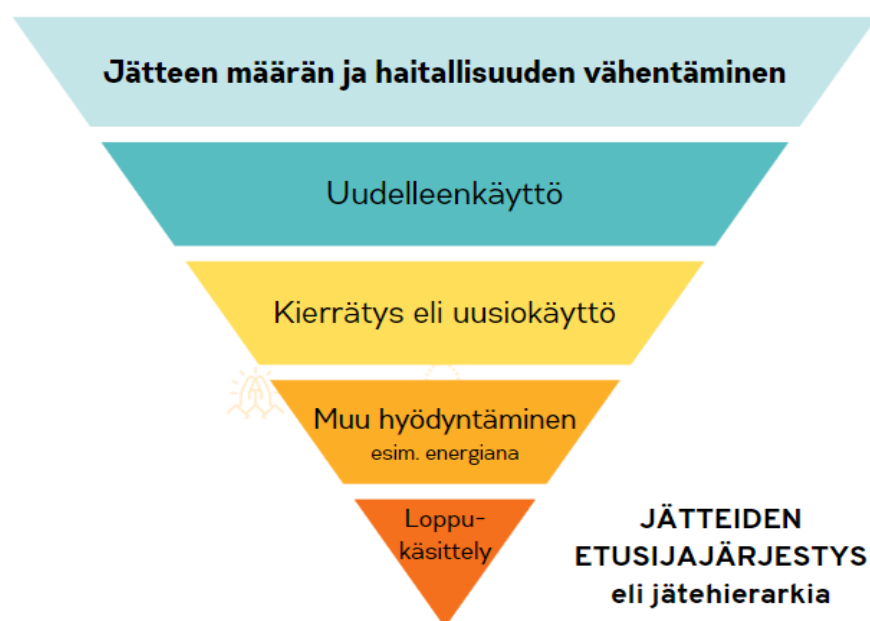 Jätteen määrän ja haitallisuuden vähentäminen
Uudelleenkäyttö
Kierrätys eli uusiokäyttö
Muu hyödyntäminen
esim. energiana
Loppu-
käsittely
JÄTTEIDEN
ETUSIJAJÄRJESTYS
eli jätehierarkia